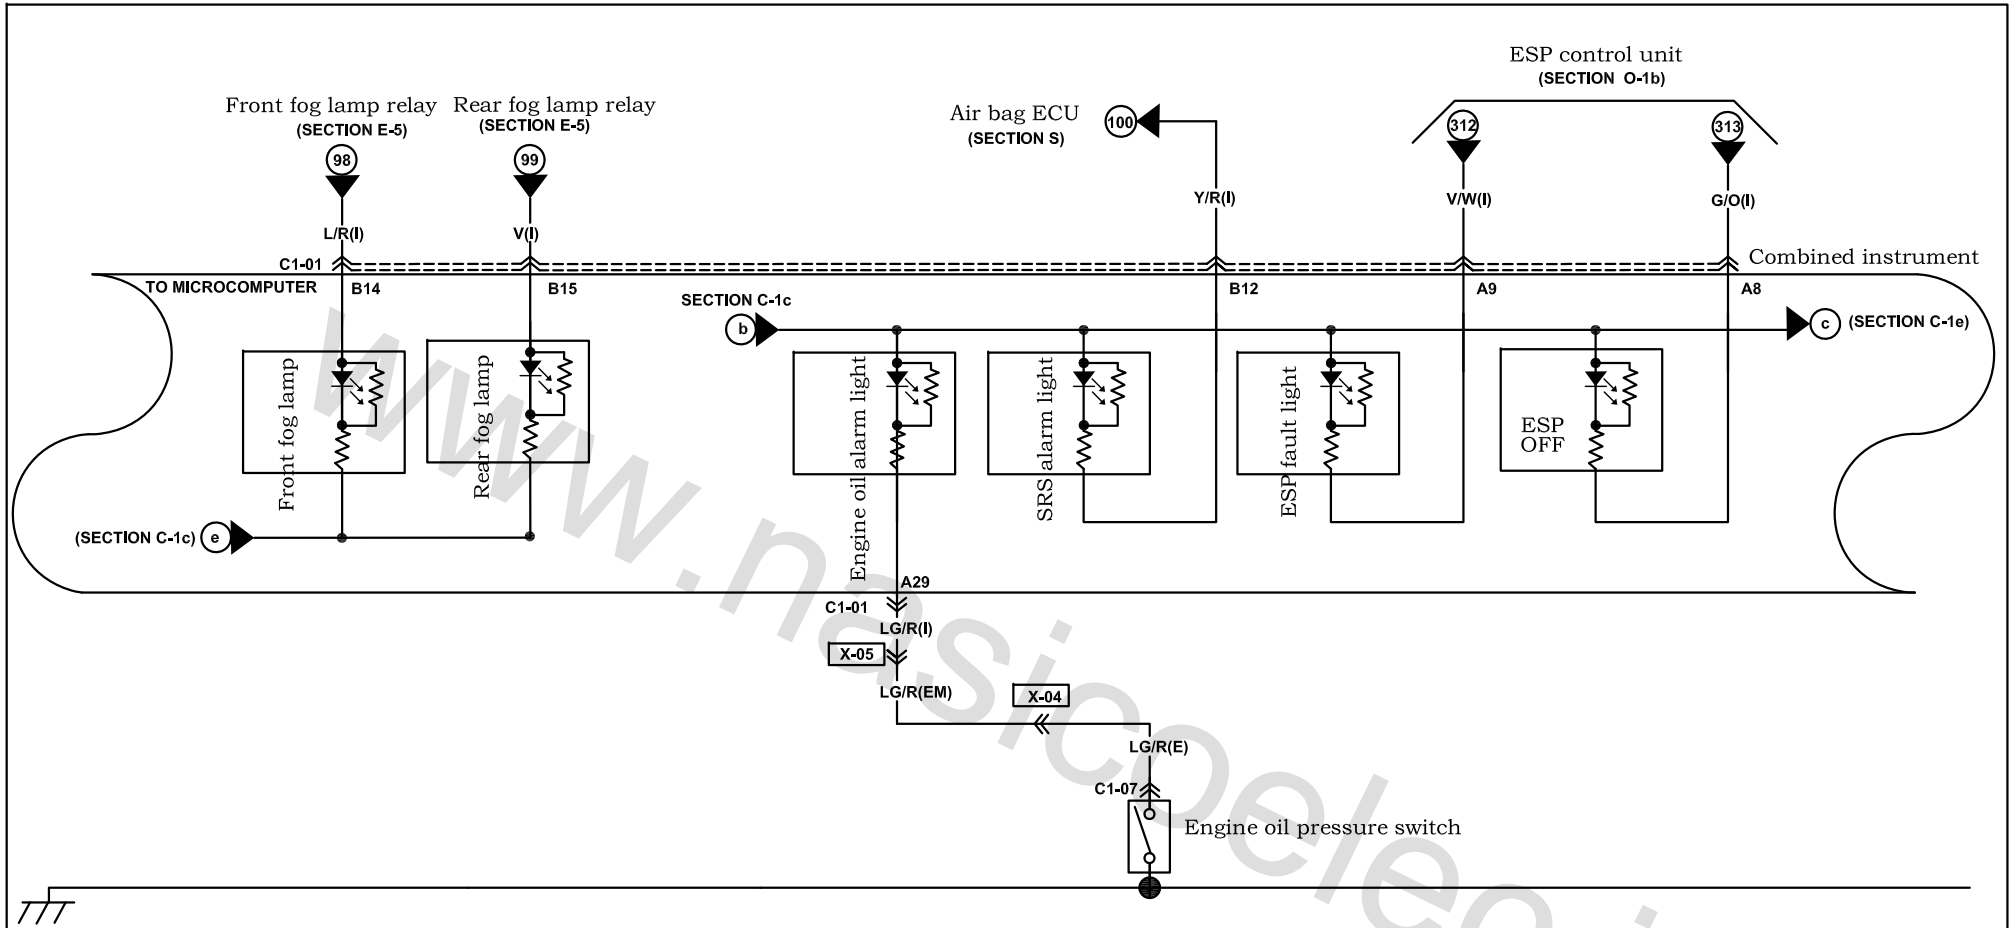 ESP control unit
(SECTION O-1b)
Front fog lamp relay
(SECTION E-5)
Rear fog lamp relay
(SECTION E-5)
Air bag ECU
(SECTION S)
100
312
313
98
99
Y/R(I)
V/W(I)
G/O(I)
L/R(I)
V(I)
C1-01
Combined instrument
TO MICROCOMPUTER
B14
B15
B12
A9
A8
SECTION C-1c
b
c
(SECTION C-1e)
Front fog lamp
Rear fog lamp
Engine oil alarm light
SRS alarm light
ESP fault light
ESP
OFF
(SECTION C-1c)
e
A29
C1-01
LG/R(I)
X-05
LG/R(EM)
X-04
LG/R(E)
C1-07
Engine oil pressure switch
www.nasicoelec.i